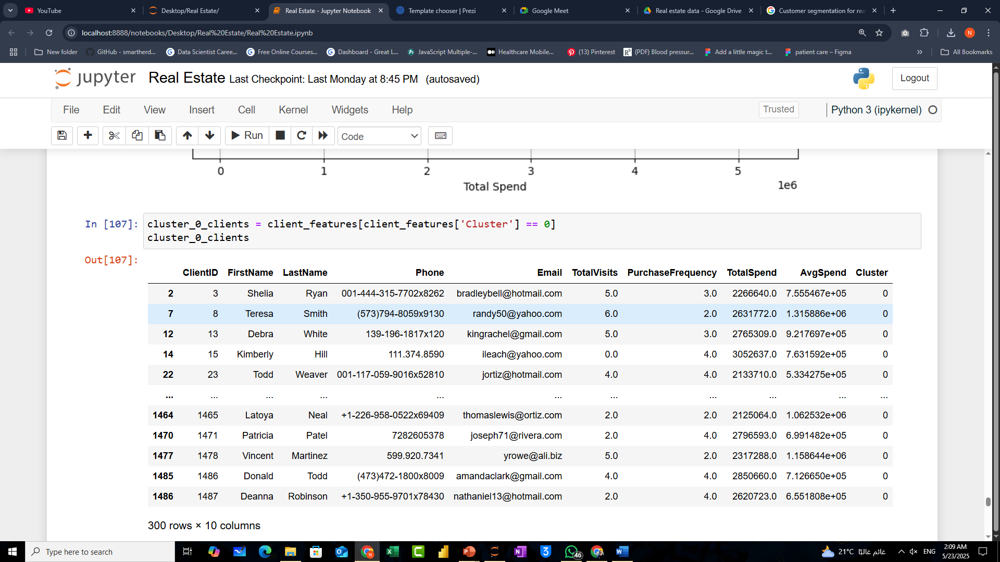 YouTube
Desktop/Real Estate/
Real Estate - Jupyter Notebook
Template chooser | Prezi
Google Meet
Real estate data - Google Drive
Customer segmentation for rea
localhost:8888/notebooks/Desktop/Real%20Estate/Real%20Estate.ipynb
N
New folder
GitHub - smartherd...
Data Scientist Caree...
Free Online Courses...
Dashboard - Great L...
JavaScript Multiple-...
Healthcare Mobile...
(13) Pinterest
(PDF) Blood pressur...
Add a little magic t...
patient care – Figma
All Bookmarks
jupyter Real Estate Last Checkpoint: Last Monday at 8:45 PM (autosaved)
Logout
File Edit View Insert Cell Kernel Widgets Help
Trusted
Python 3 (ipykernel)
Run
Code
0 1 2 3 4 5
Total Spend
1e6
In [107]: cluster_0_clients = client_features[client_features['Cluster'] == 0]
cluster_0_clients
Out[107]:
ClientID FirstName LastName Phone Email TotalVisits PurchaseFrequency TotalSpend AvgSpend Cluster
2 3 Shelia Ryan 001-444-315-7702x8262 bradleybell@hotmail.com 5.0 3.0 2266640.0 7.555467e+05 0
7 8 Teresa Smith (573)794-8059x9130 randy50@yahoo.com 6.0 2.0 2631772.0 1.315886e+06 0
12 13 Debra White 139-196-1817x120 kingrachel@gmail.com 5.0 3.0 2765309.0 9.217697e+05 0
14 15 Kimberly Hill 111.374.8590 ileach@yahoo.com 0.0 4.0 3052637.0 7.631592e+05 0
22 23 Todd Weaver 001-117-059-9016x52810 jortiz@hotmail.com 4.0 4.0 2133710.0 5.334275e+05 0
... ... ... ... ... ... ... ... ... ... ...
1464 1465 Latoya Neal +1-226-958-0522x69409 thomaslewis@ortiz.com 2.0 2.0 2125064.0 1.062532e+06 0
1470 1471 Patricia Patel 7282605378 joseph71@rivera.com 2.0 4.0 2796593.0 6.991482e+05 0
1477 1478 Vincent Martinez 599.920.7341 yrowe@ali.biz 5.0 2.0 2317288.0 1.158644e+06 0
1485 1486 Donald Todd (473)472-1800x8009 amandaclark@gmail.com 4.0 4.0 2850660.0 7.126650e+05 0
1486 1487 Deanna Robinson +1-350-955-9701x78430 nathaniel13@hotmail.com 2.0 4.0 2620723.0 6.551808e+05 0
300 rows × 10 columns
Type here to search
46
21°C غائم غالبًا
ENG
2:09 AM
5/23/2025